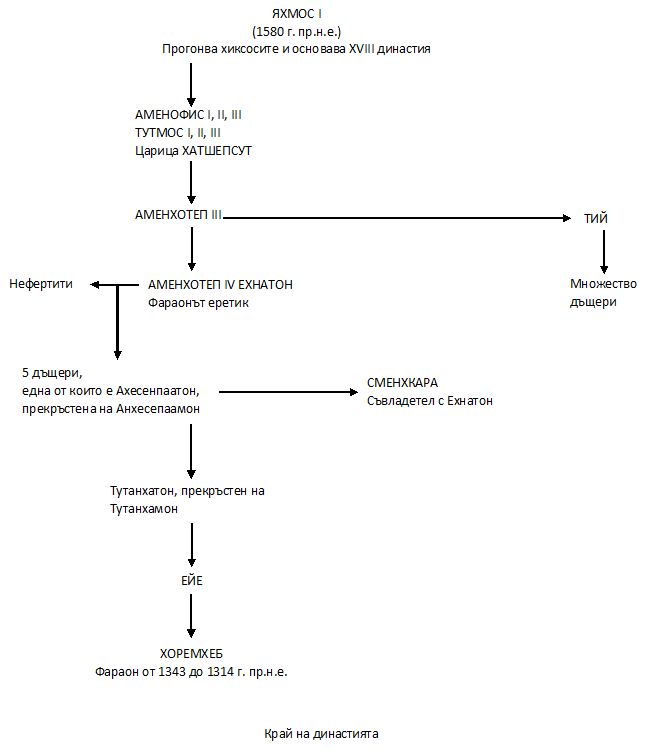 ЯХМОС I
(1580 г. пр.н.е.)
Прогонва хиксосите и основава XVIII династия
АМЕНОФИС I, II, III
ТУТМОС I, II, III
Царица ХАТШЕПСУТ
АМЕНХОТЕП III
ТИЙ
Нефертити
АМЕНХОТЕП IV ЕХНАТОН
Фараонът еретик
Множество
дъщери
5 дъщери,
една от които е Ахесенпаатон,
прекръстена на Анхесепаамон
СМЕНХКАРА
Съвладетел с Ехнатон
Тутанхатон, прекръстен на
Тутанхамон
ЕЙЕ
ХОРЕМХЕБ
Фараон от 1343 до 1314 г. пр.н.е.
Край на династията